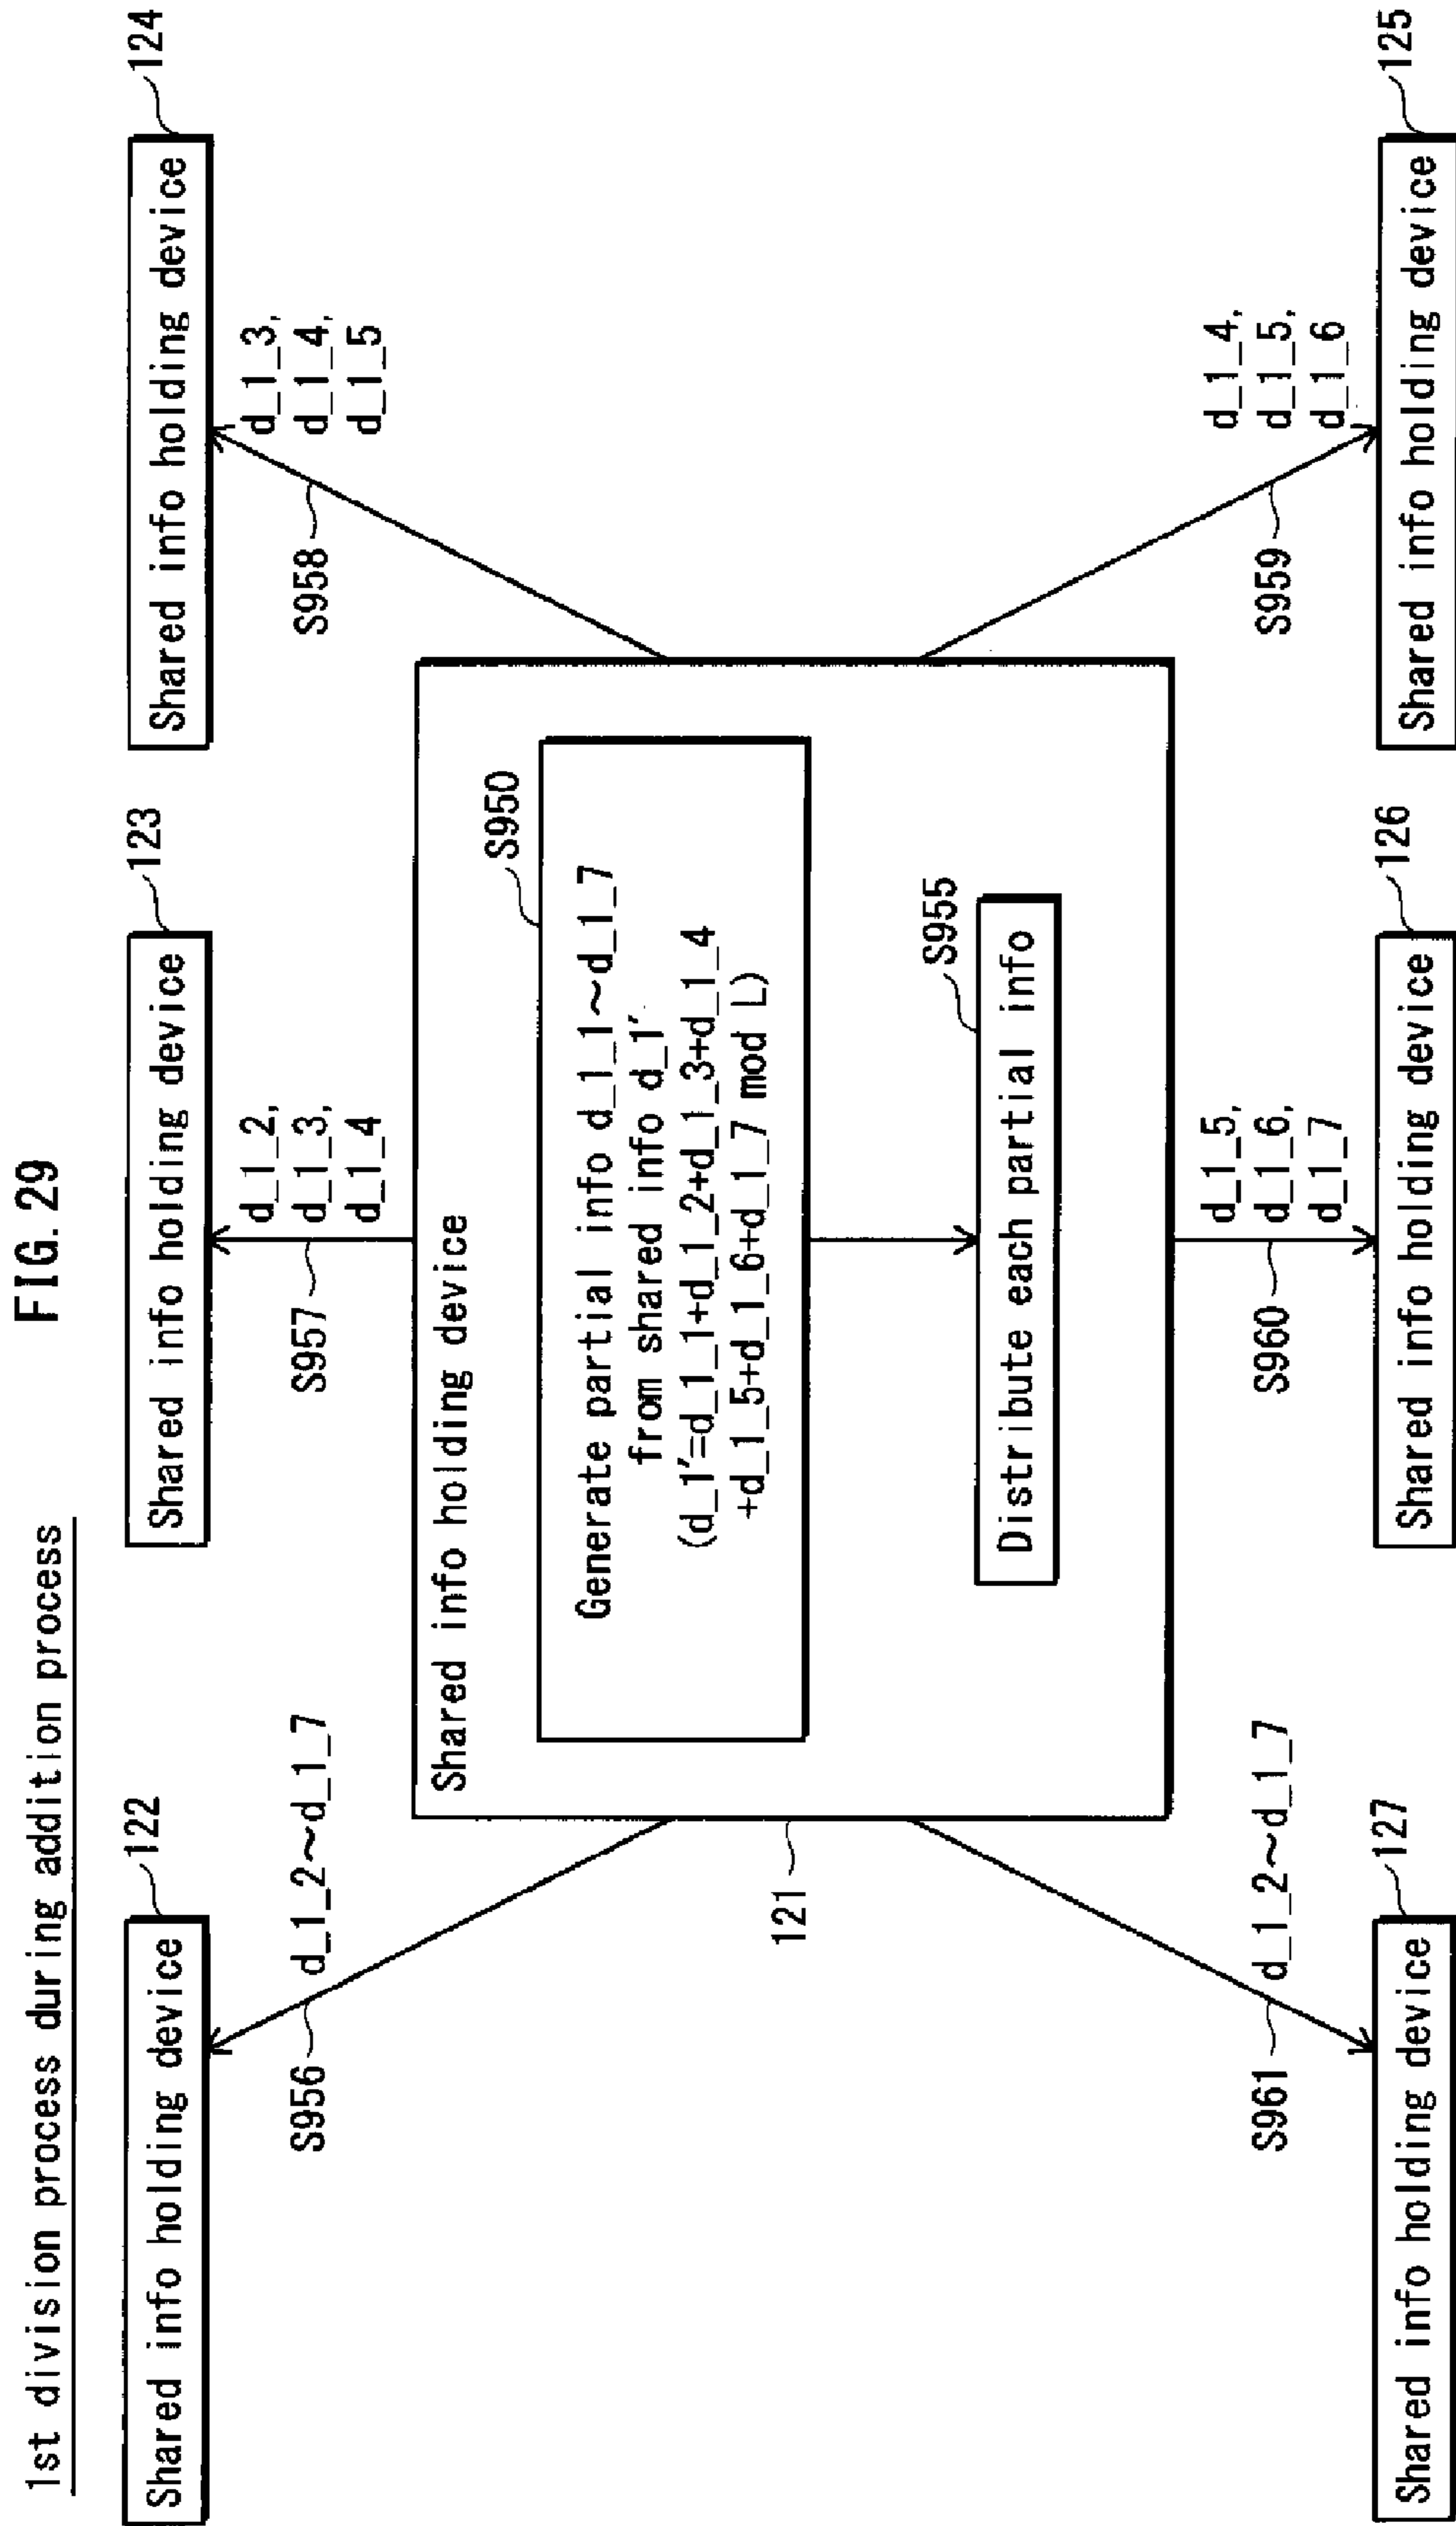 FIG. 29
1st division process during addition process
Shared info holding device
122
Shared info holding device
123
Shared info holding device
124
S956
d_1_2～d_1_7
S957
d_1_2,
d_1_3,
d_1_4
S958
d_1_3,
d_1_4,
d_1_5
121
Shared info holding device
S950
Generate partial info d_1_1～d_1_7
from shared info d_1'
(d_1'=d_1_1+d_1_2+d_1_3+d_1_4
+d_1_5+d_1_6+d_1_7 mod L)
S955
Distribute each partial info
S961
d_1_2～d_1_7
S960
d_1_5,
d_1_6,
d_1_7
S959
d_1_4,
d_1_5,
d_1_6
Shared info holding device
127
Shared info holding device
126
Shared info holding device
125